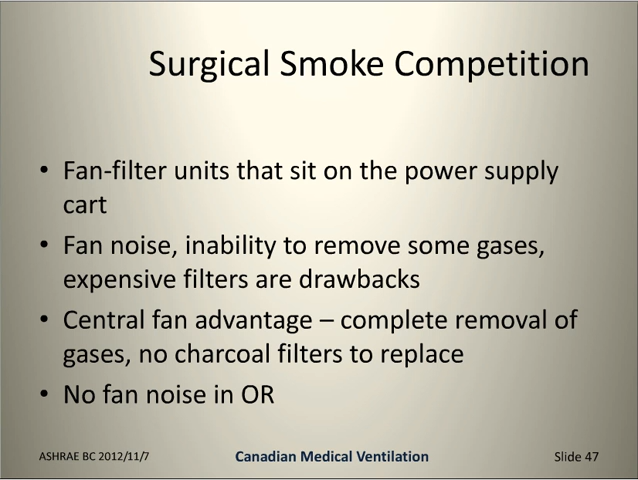 Surgical Smoke Competition
• Fan-filter units that sit on the power supply
cart
• Fan noise, inability to remove some gases,
expensive filters are drawbacks
• Central fan advantage – complete removal of
gases, no charcoal filters to replace
• No fan noise in OR
ASHRAE BC 2012/11/7
Canadian Medical Ventilation
Slide 47